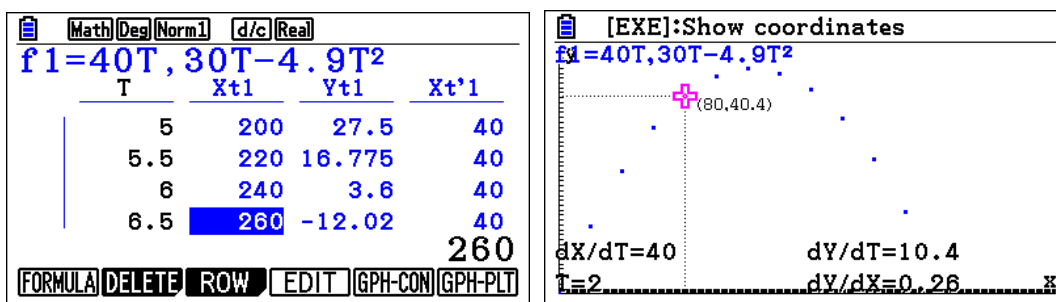 Math Deg Norm1 d/c Real
f1=40T,30T-4.9T²
T Xt1 Yt1 Xt'1
5 200 27.5 40
5.5 220 16.775 40
6 240 3.6 40
6.5 260 -12.02 40
260
FORMULA DELETE ROW EDIT GPH-CON GPH-PLT
[EXE]:Show coordinates
y
f1=40T,30T-4.9T²
(80,40.4)
dX/dT=40 dY/dT=10.4
T=2 dY/dX=0.26 x